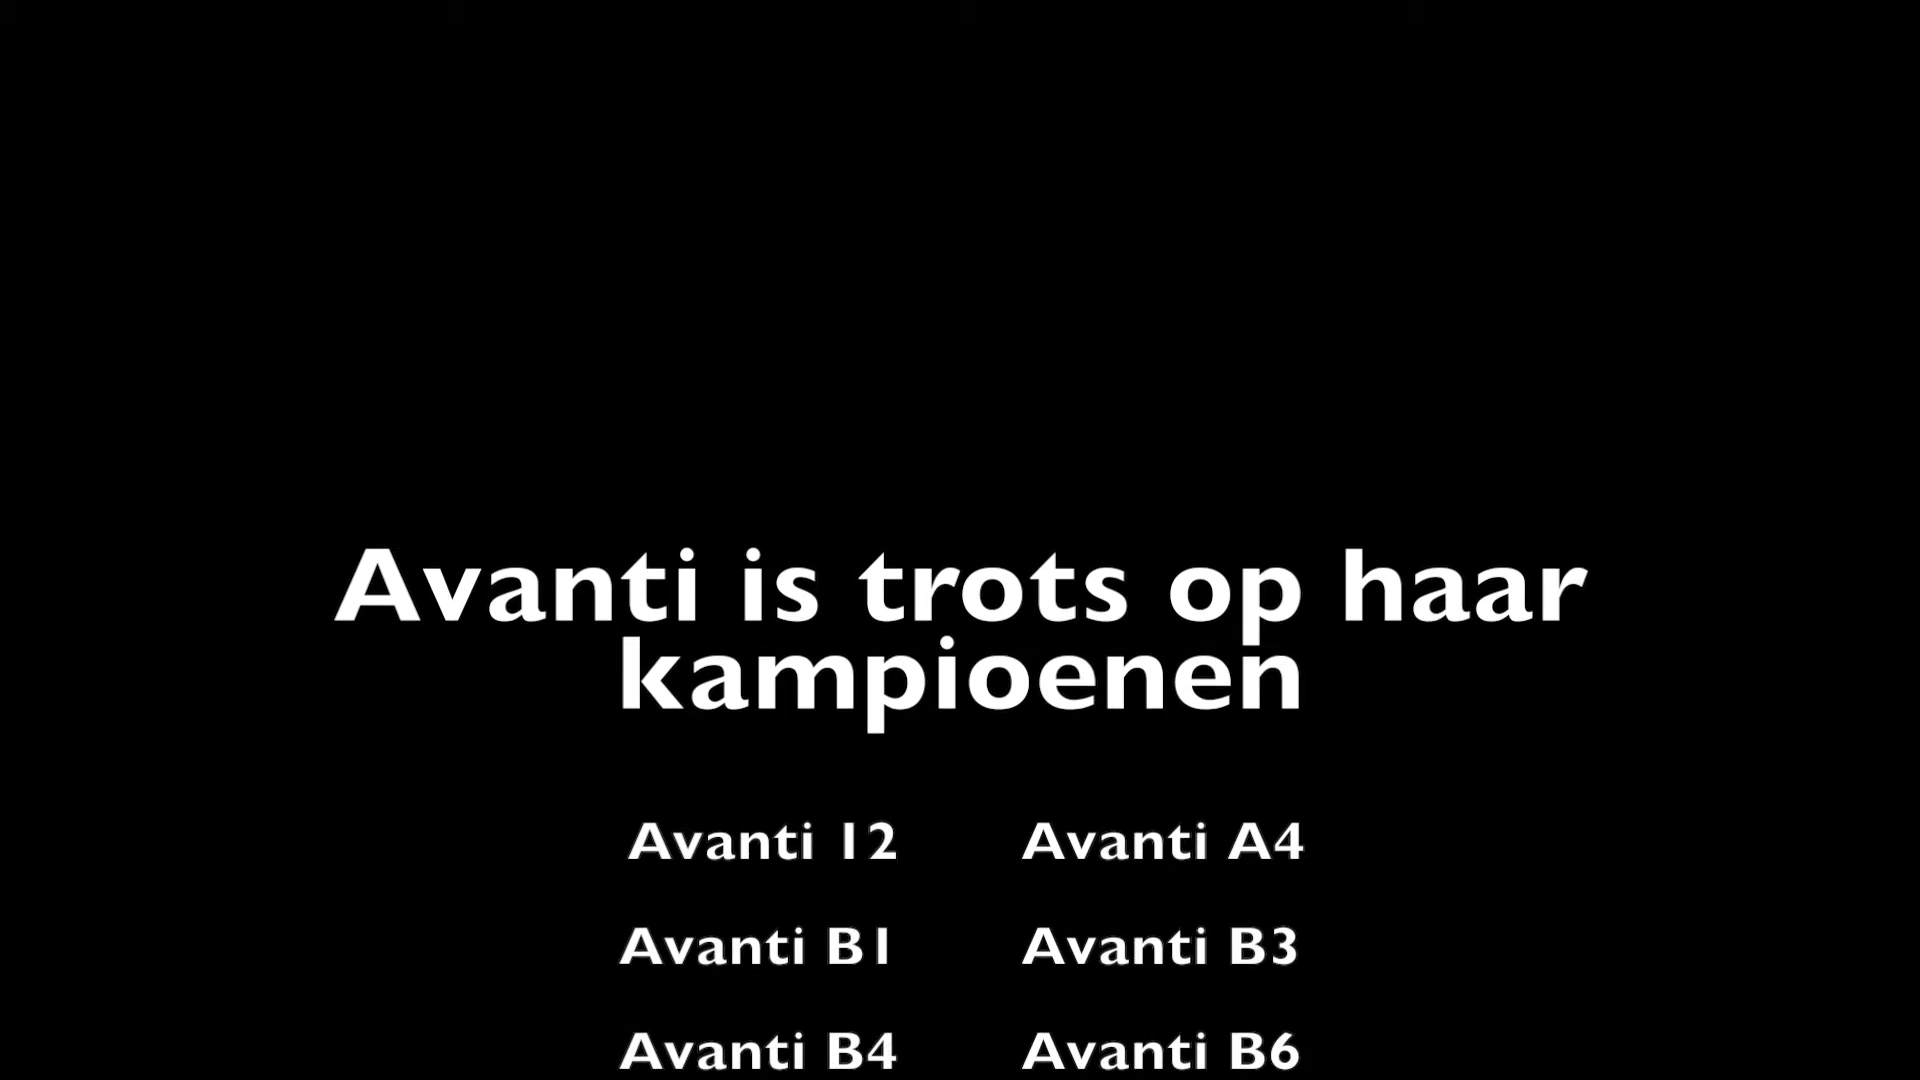 Avanti is trots op haar
kampioenen
Avanti 12 Avanti A4
Avanti B1 Avanti B3
Avanti B4 Avanti B6